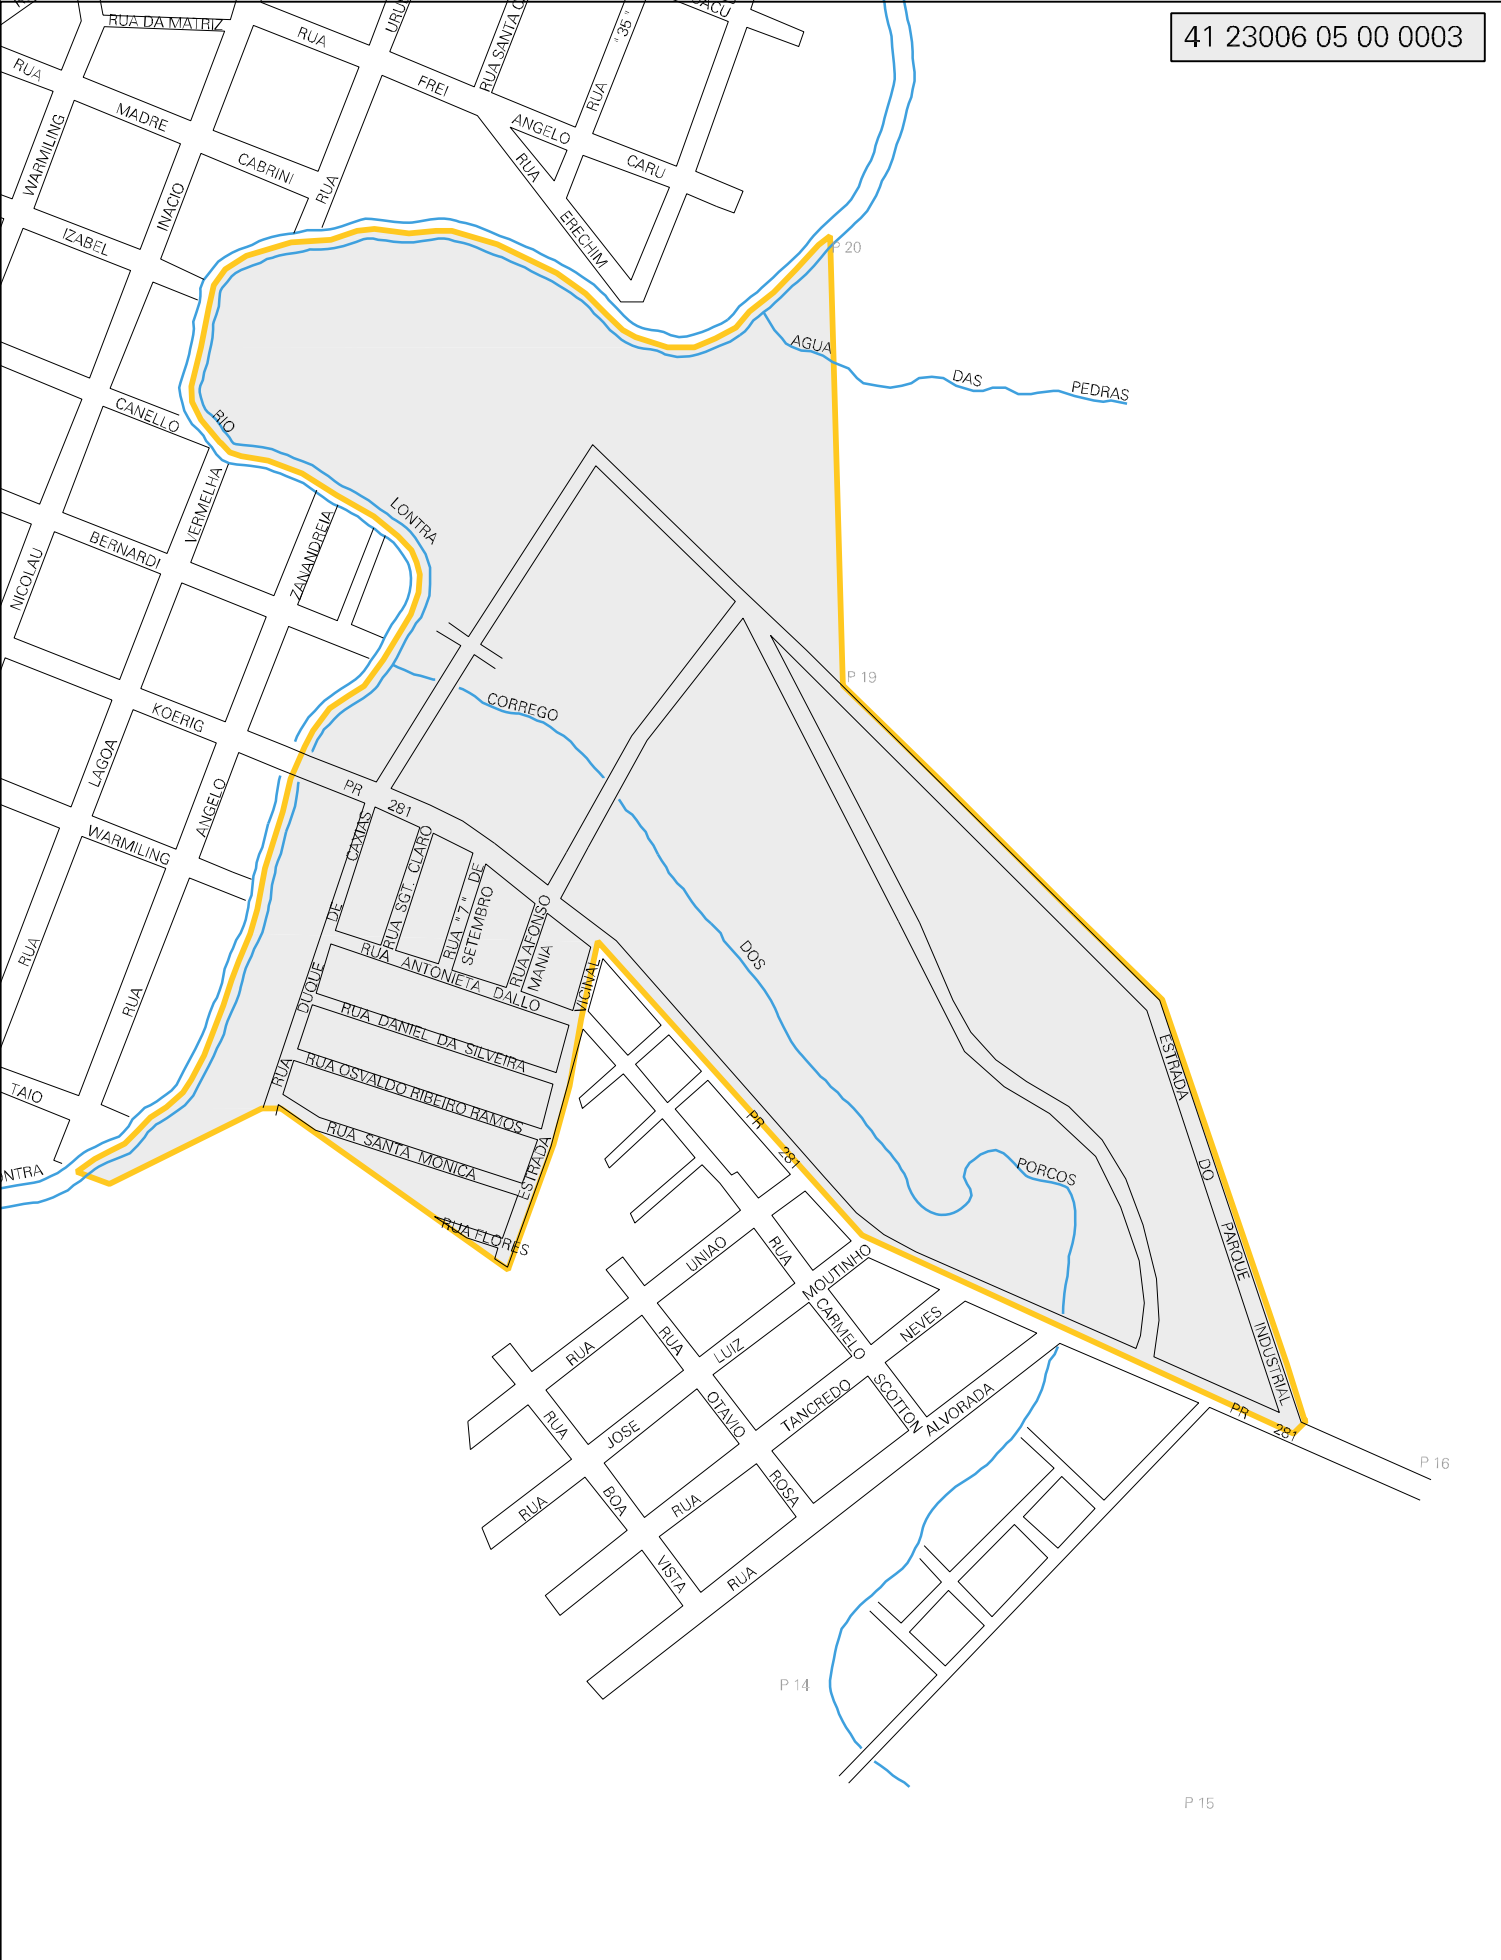 41 23006 05 00 0003
RUA DA MATRIZ
RUA
RUA
FREI
RUA SANTA
"35"
RUA
MADRE
CABRINI
ANGELO
CARU
RUA
ERECHIM
WARMILING
INACIO
RUA
IZABEL
P 20
AGUA
DAS
PEDRAS
RIO
CANELLO
LONTRA
VERMELHA
ZANANDREIA
BERNARDI
NICOLAU
P 19
CORREGO
KOERIG
LAGOA
ANGELO
PR
281
WARMILING
CAXIAS
DE
DUQUE
RUA
RUA SGT. CLARO
RUA "7" DE
SETEMBRO
RUA AFONSO
MANIA
RUA
RUA
DOS
RUA ANTONIETA DALLO
VICINAL
RUA DANIEL DA SILVEIRA
RUA OSVALDO RIBEIRO RAMOS
RUA SANTA MONICA
ESTRADA
RUA FLORES
TAIO
ONTRA
PR
281
PORCOS
ESTRADA
DO
PARQUE
INDUSTRIAL
UNIAO
RUA
MOUTINHO
CARMELO
NEVES
RUA
RUA
LUIZ
SCOTTON
ALVORADA
TANCREDO
OTAVIO
JOSE
RUA
RUA
BOA
RUA
ROSA
VISTA
RUA
PR
281
P 16
P 14
P 15